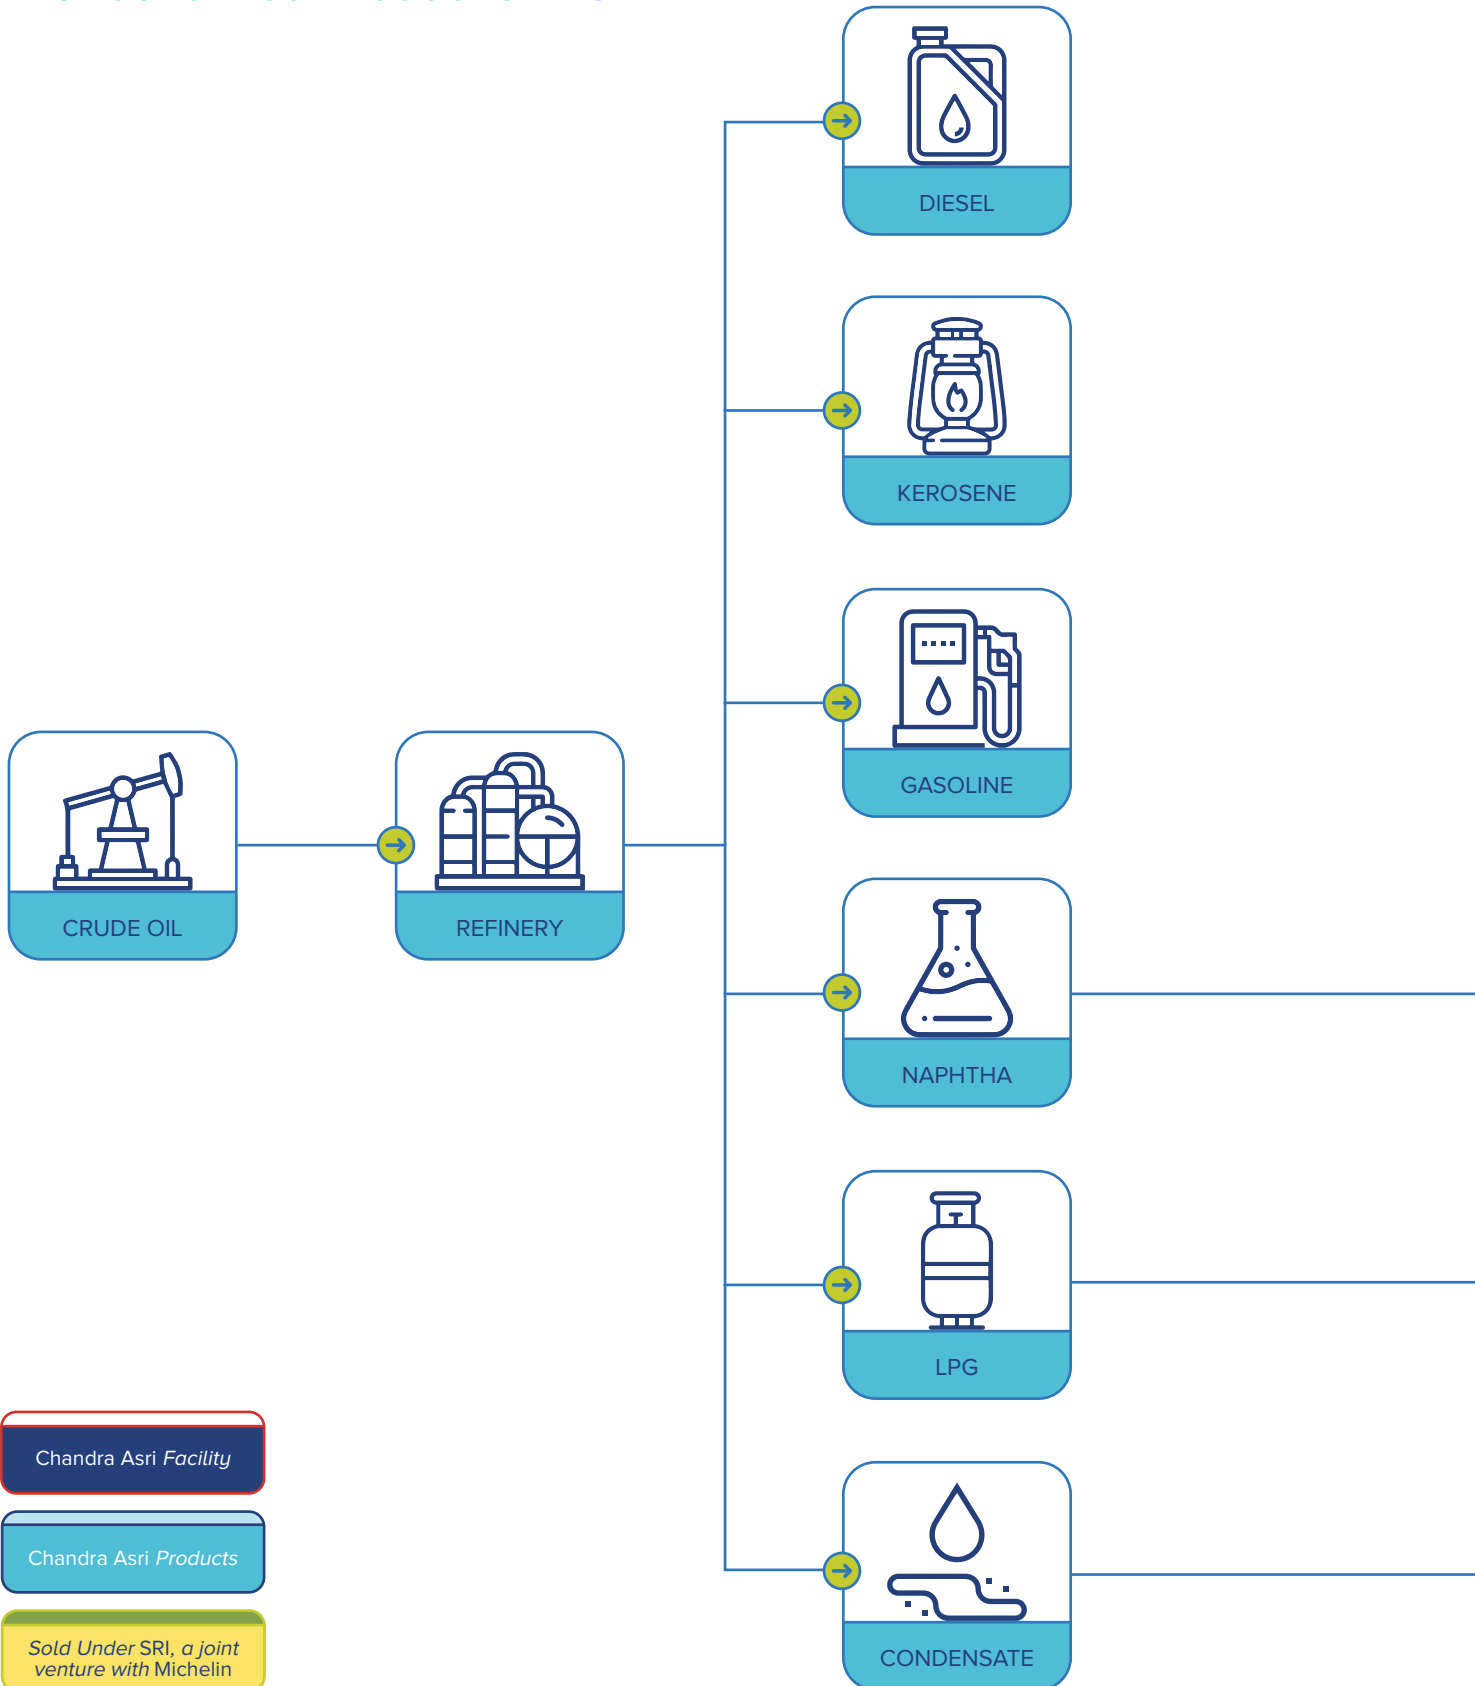 DIESEL
KEROSENE
GASOLINE
CRUDE OIL
REFINERY
NAPHTHA
LPG
CONDENSATE
Chandra Asri Facility
Chandra Asri Products
Sold Under SRI, a joint
venture with Michelin